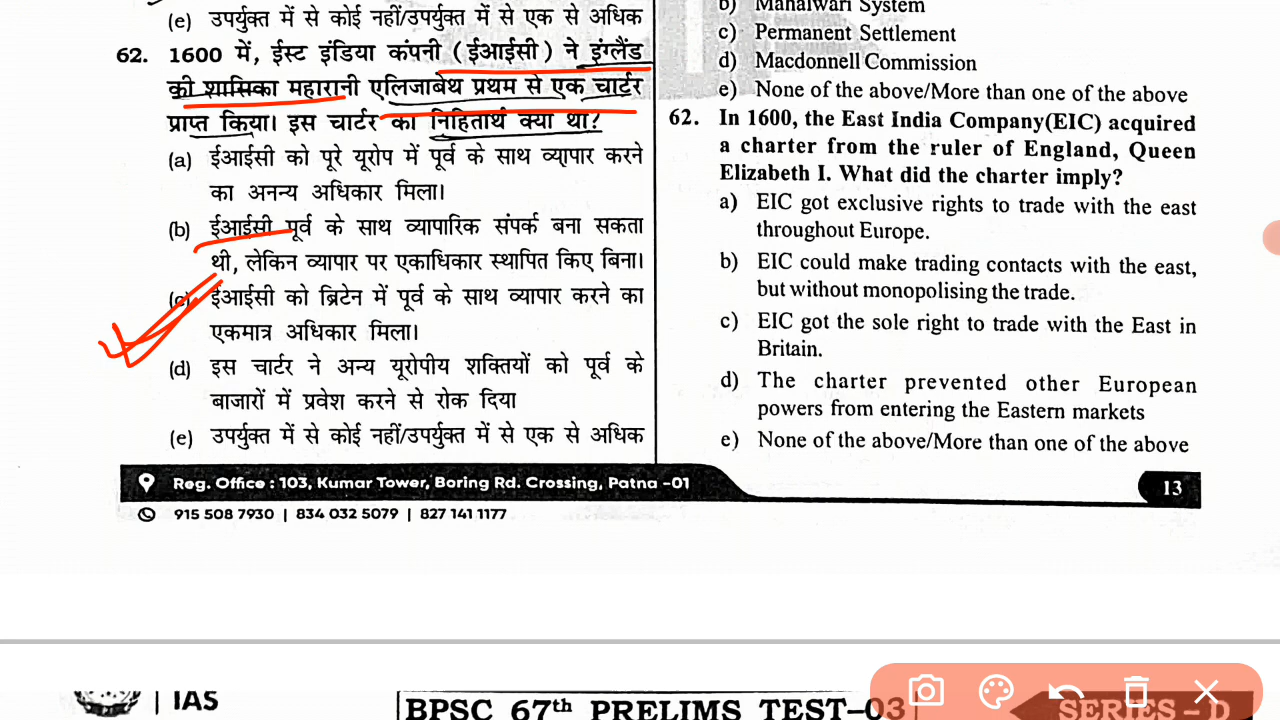 (e) उपर्युक्त में से कोई नहीं/उपर्युक्त में से एक से अधिक
62. 1600 में, ईस्ट इंडिया कंपनी (ईआईसी) ने इंग्लैंड
की शासिका महारानी एलिजाबेथ प्रथम से एक चार्टर
प्राप्त किया। इस चार्टर का निहितार्थ क्या था?
(a) ईआईसी को पूरे यूरोप में पूर्व के साथ व्यापार करने
का अनन्य अधिकार मिला।
(b) ईआईसी पूर्व के साथ व्यापारिक संपर्क बना सकता
थी, लेकिन व्यापार पर एकाधिकार स्थापित किए बिना।
(c) ईआईसी को ब्रिटेन में पूर्व के साथ व्यापार करने का
एकमात्र अधिकार मिला।
(d) इस चार्टर ने अन्य यूरोपीय शक्तियों को पूर्व के
बाजारों में प्रवेश करने से रोक दिया
(e) उपर्युक्त में से कोई नहीं/उपर्युक्त में से एक से अधिक
b) Mahalwari System
c) Permanent Settlement
d) Macdonnell Commission
e) None of the above/More than one of the above
62. In 1600, the East India Company(EIC) acquired
a charter from the ruler of England, Queen
Elizabeth I. What did the charter imply?
a) EIC got exclusive rights to trade with the east
throughout Europe.
b) EIC could make trading contacts with the east,
but without monopolising the trade.
c) EIC got the sole right to trade with the East in
Britain.
d) The charter prevented other European
powers from entering the Eastern markets
e) None of the above/More than one of the above
Reg. Office : 103, Kumar Tower, Boring Rd. Crossing, Patna -01
13
915 508 7930 | 834 032 5079 | 827 141 1177
| IAS
BPSC 67th PRELIMS TEST-03
SERIES - D